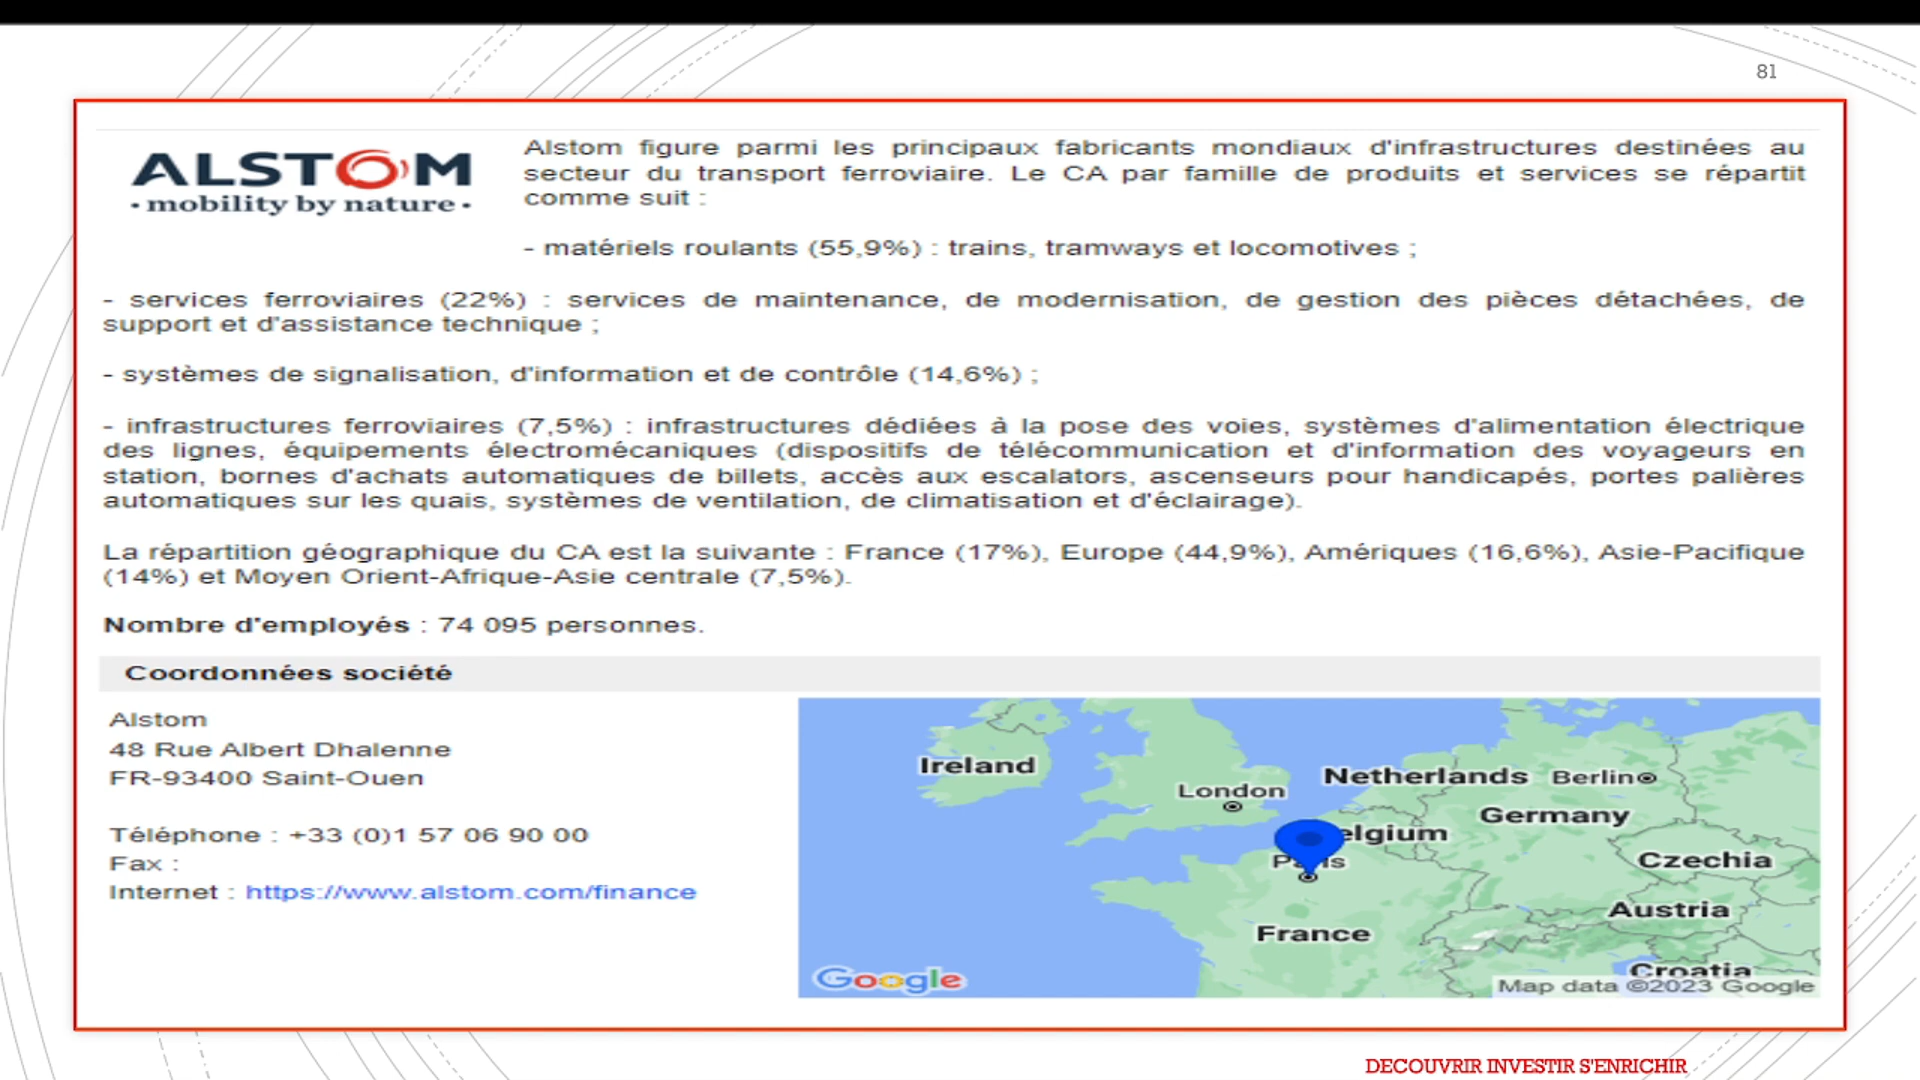 81
ALSTOM
• mobility by nature •
Alstom figure parmi les principaux fabricants mondiaux d'infrastructures destinées au
secteur du transport ferroviaire. Le CA par famille de produits et services se répartit
comme suit :
- matériels roulants (55,9%) : trains, tramways et locomotives ;
- services ferroviaires (22%) : services de maintenance, de modernisation, de gestion des pièces détachées, de
support et d'assistance technique ;
- systèmes de signalisation, d'information et de contrôle (14,6%) ;
- infrastructures ferroviaires (7,5%) : infrastructures dédiées à la pose des voies, systèmes d'alimentation électrique
des lignes, équipements électromécaniques (dispositifs de télécommunication et d'information des voyageurs en
station, bornes d'achats automatiques de billets, accès aux escalators, ascenseurs pour handicapés, portes palières
automatiques sur les quais, systèmes de ventilation, de climatisation et d'éclairage).
La répartition géographique du CA est la suivante : France (17%), Europe (44,9%), Amériques (16,6%), Asie-Pacifique
(14%) et Moyen Orient-Afrique-Asie centrale (7,5%).
Nombre d'employés : 74 095 personnes.
Coordonnées société
Alstom
48 Rue Albert Dhalenne
FR-93400 Saint-Ouen
Téléphone : +33 (0)1 57 06 90 00
Fax :
Internet : https://www.alstom.com/finance
Ireland
London
Netherlands
Berlin
Germany
elgium
Paris
Czechia
Austria
France
Croatia
Google
Map data ©2023 Google
DECOUVRIR INVESTIR S'ENRICHIR